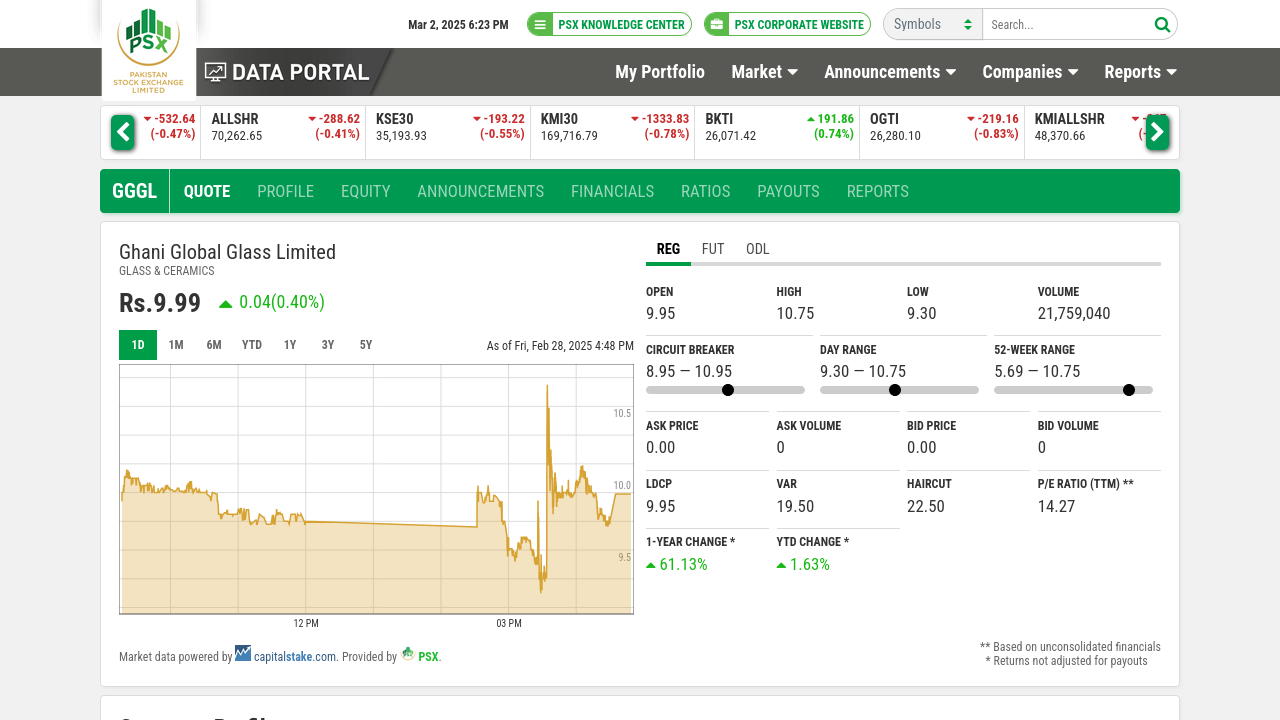 PSX
PAKISTAN
STOCK EXCHANGE
LIMITED
Mar 2, 2025 6:23 PM
PSX KNOWLEDGE CENTER
PSX CORPORATE WEBSITE
Symbols
Search...
DATA PORTAL
My Portfolio
Market
Announcements
Companies
Reports
-532.64
(-0.47%)
ALLSHR
70,262.65
-288.62
(-0.41%)
KSE30
35,193.93
-193.22
(-0.55%)
KMI30
169,716.79
-1333.83
(-0.78%)
BKTI
26,071.42
191.86
(0.74%)
OGTI
26,280.10
-219.16
(-0.83%)
KMIALLSHR
48,370.66
GGGL
QUOTE
PROFILE
EQUITY
ANNOUNCEMENTS
FINANCIALS
RATIOS
PAYOUTS
REPORTS
Ghani Global Glass Limited
GLASS & CERAMICS
Rs.9.99
0.04(0.40%)
1D 1M 6M YTD 1Y 3Y 5Y
As of Fri, Feb 28, 2025 4:48 PM
10.5
10.0
9.5
12 PM
03 PM
Market data powered by capitalstake.com. Provided by PSX.
REG FUT ODL
OPEN
9.95
HIGH
10.75
LOW
9.30
VOLUME
21,759,040
CIRCUIT BREAKER
8.95 — 10.95
DAY RANGE
9.30 — 10.75
52-WEEK RANGE
5.69 — 10.75
ASK PRICE
0.00
ASK VOLUME
0
BID PRICE
0.00
BID VOLUME
0
LDCP
9.95
VAR
19.50
HAIRCUT
22.50
P/E RATIO (TTM) **
14.27
1-YEAR CHANGE *
61.13%
YTD CHANGE *
1.63%
** Based on unconsolidated financials
* Returns not adjusted for payouts